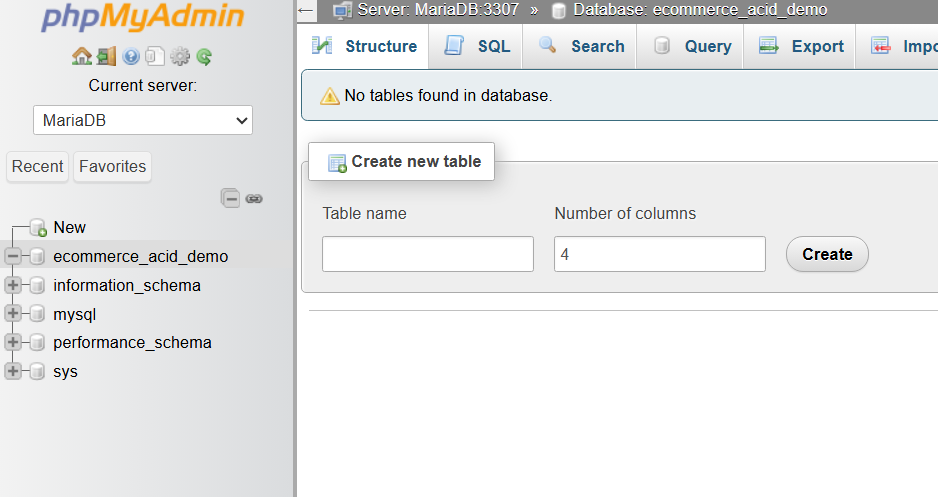 phpMyAdmin
Current server:
MariaDB
Recent Favorites
New
ecommerce_acid_demo
information_schema
mysql
performance_schema
sys
← Server: MariaDB:3307 » Database: ecommerce_acid_demo
Structure SQL Search Query Export Impo
No tables found in database.
Create new table
Table name Number of columns
4 Create